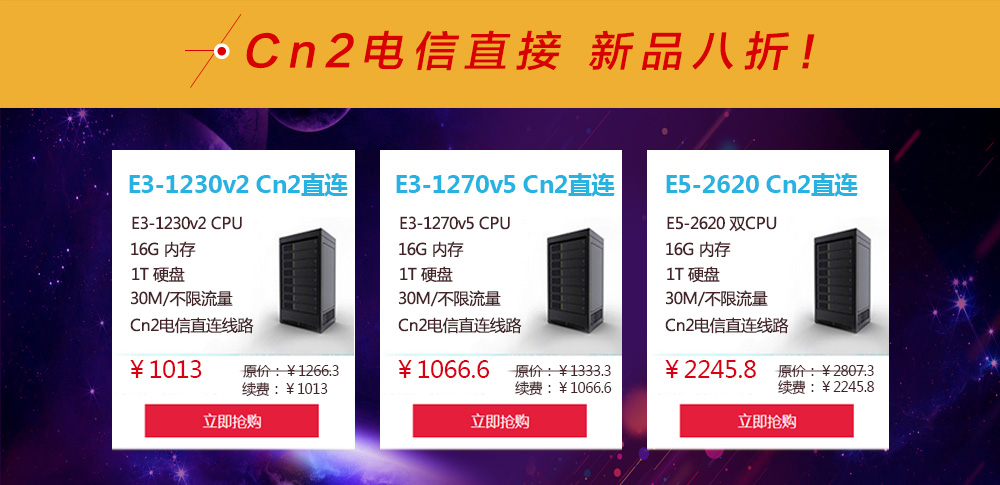 Cn2电信直接 新品八折!
E3-1230v2 Cn2直连
E3-1230v2 CPU
16G 内存
1T 硬盘
30M/不限流量
Cn2电信直连线路
￥1013
原价：￥1266.3
续费：￥1013
立即抢购
E3-1270v5 Cn2直连
E3-1270v5 CPU
16G 内存
1T 硬盘
30M/不限流量
Cn2电信直连线路
￥1066.6
原价：￥1333.3
续费：￥1066.6
立即抢购
E5-2620 Cn2直连
E5-2620 双CPU
16G 内存
1T 硬盘
30M/不限流量
Cn2电信直连线路
￥2245.8
原价：￥2807.3
续费：￥2245.8
立即抢购